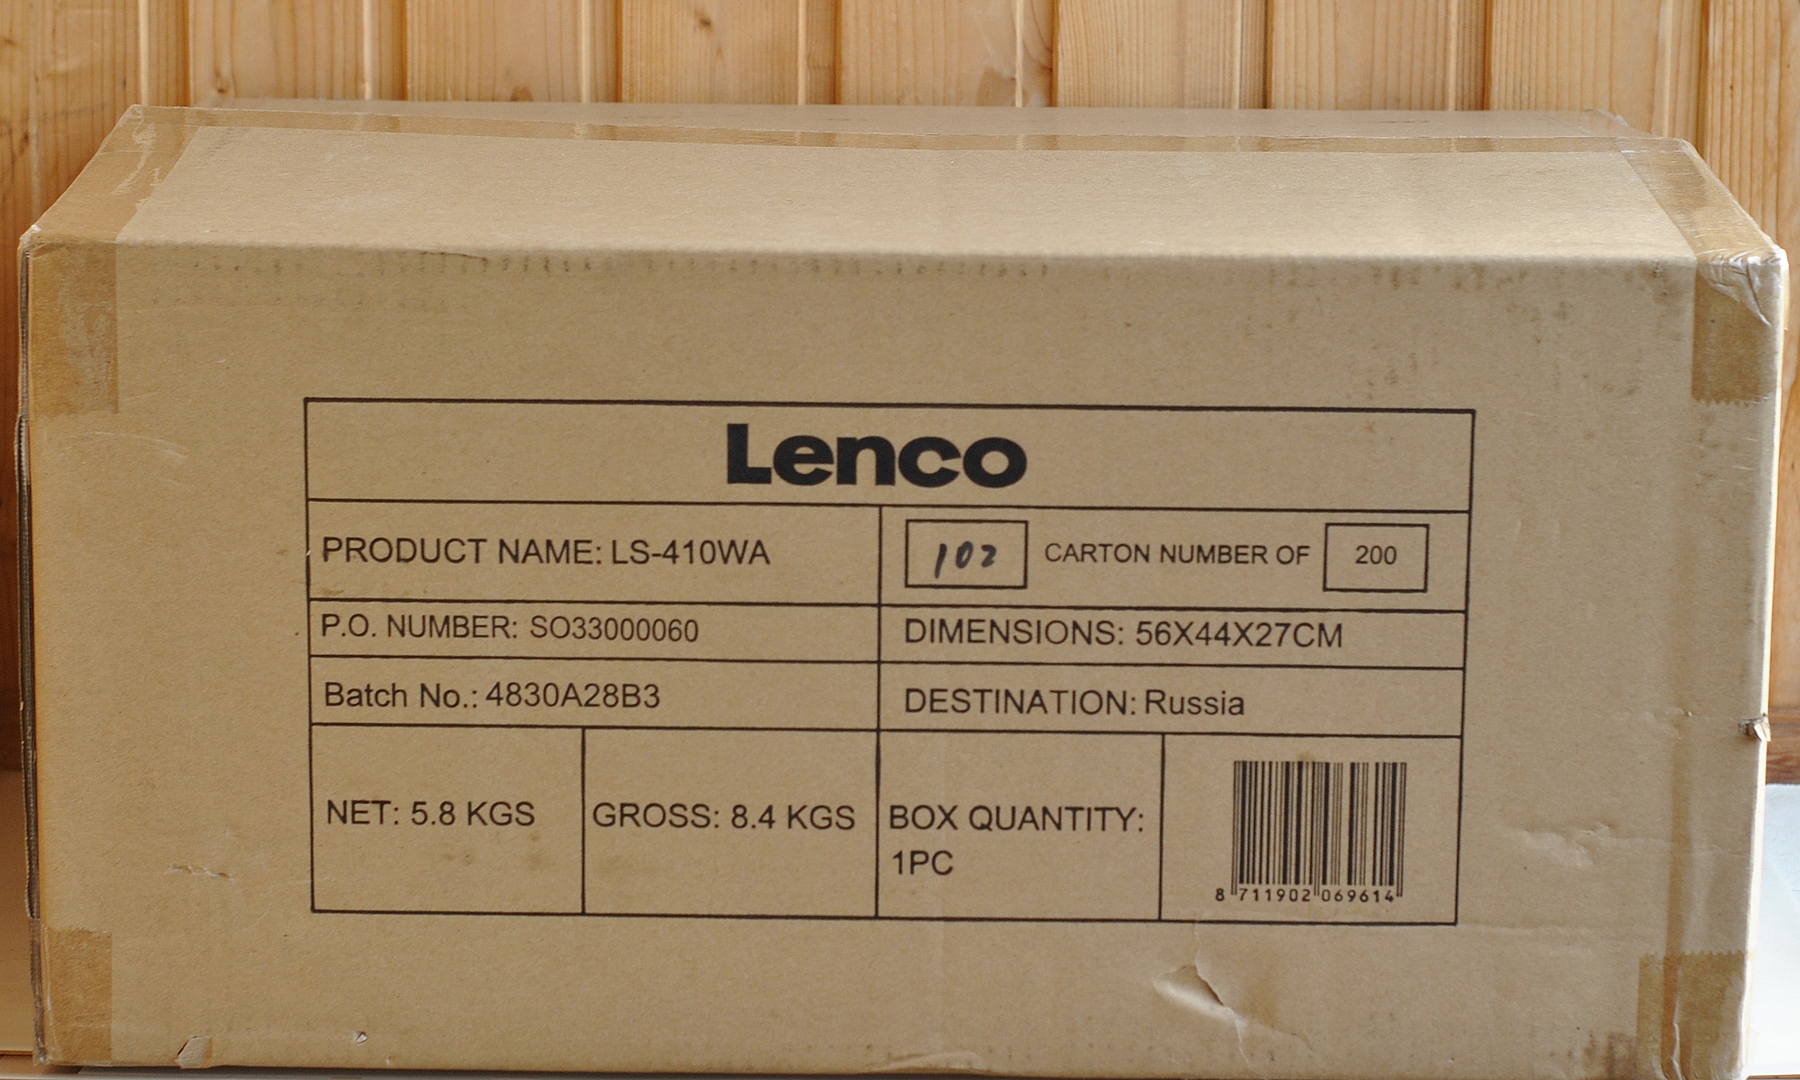 Lenco
PRODUCT NAME: LS-410WA
102 CARTON NUMBER OF 200
P.O. NUMBER: SO33000060
DIMENSIONS: 56X44X27CM
Batch No.: 4830A28B3
DESTINATION: Russia
NET: 5.8 KGS
GROSS: 8.4 KGS
BOX QUANTITY:
1PC
8 711902 069614